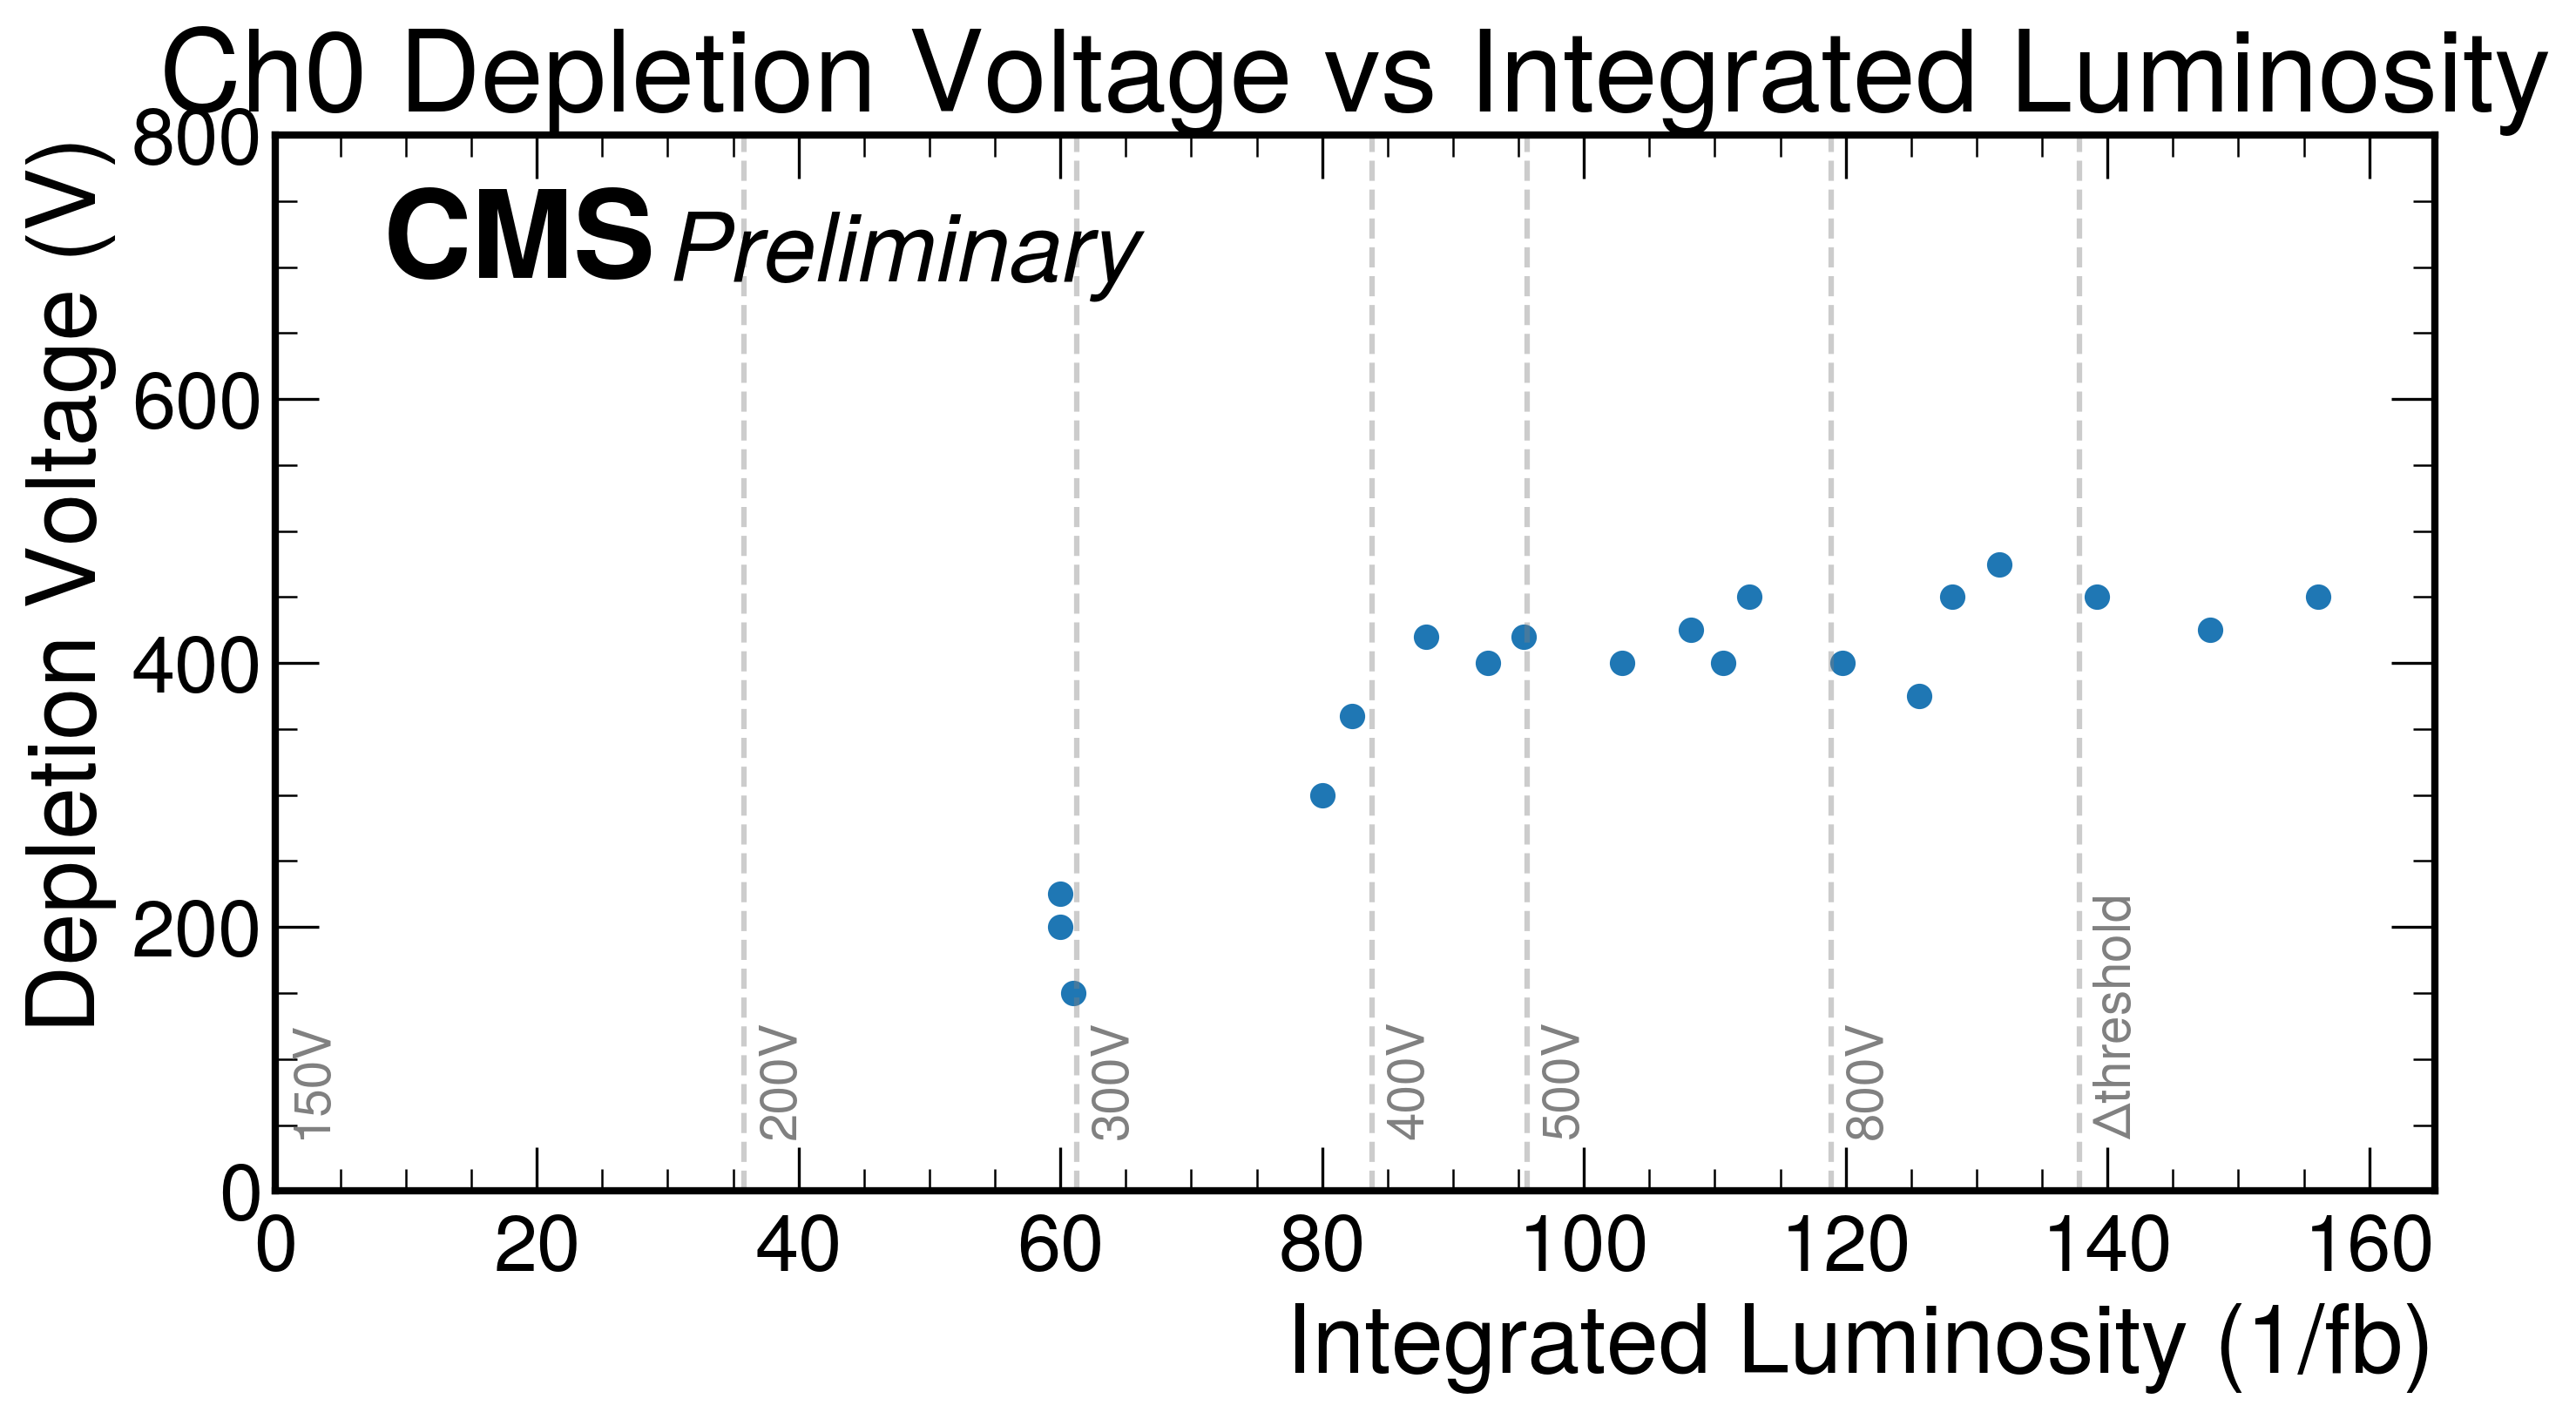 Ch0 Depletion Voltage vs Integrated Luminosity
CMS Preliminary
Depletion Voltage (V)
800
600
400
200
0
150V
200V
300V
400V
500V
800V
Δthreshold
0 20 40 60 80 100 120 140 160
Integrated Luminosity (1/fb)